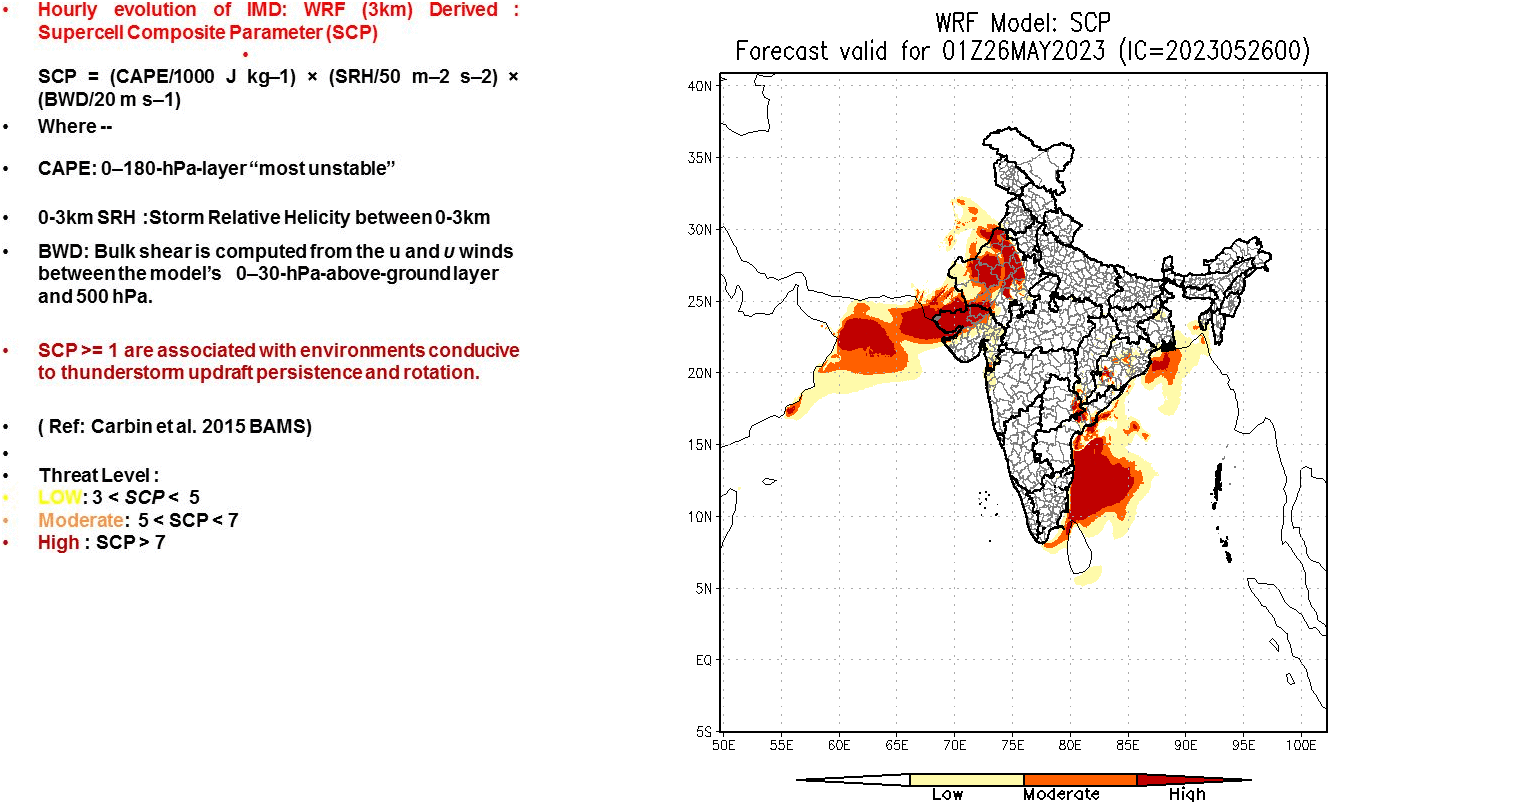 • Hourly evolution of IMD: WRF (3km) Derived :
Supercell Composite Parameter (SCP)
•
SCP = (CAPE/1000 J kg–1) × (SRH/50 m–2 s–2) ×
(BWD/20 m s–1)
• Where --
• CAPE: 0–180-hPa-layer “most unstable”
• 0-3km SRH :Storm Relative Helicity between 0-3km
• BWD: Bulk shear is computed from the u and υ winds
between the model’s 0–30-hPa-above-ground layer
and 500 hPa.
• SCP >= 1 are associated with environments conducive
to thunderstorm updraft persistence and rotation.
• ( Ref: Carbin et al. 2015 BAMS)
•
• Threat Level :
• LOW: 3 < SCP < 5
• Moderate: 5 < SCP < 7
• High : SCP > 7
WRF Model: SCP
Forecast valid for 01Z26MAY2023 (IC=2023052600)
40N
35N
30N
25N
20N
15N
10N
5N
EQ
5S
50E 55E 60E 65E 70E 75E 80E 85E 90E 95E 100E
Low Moderate High